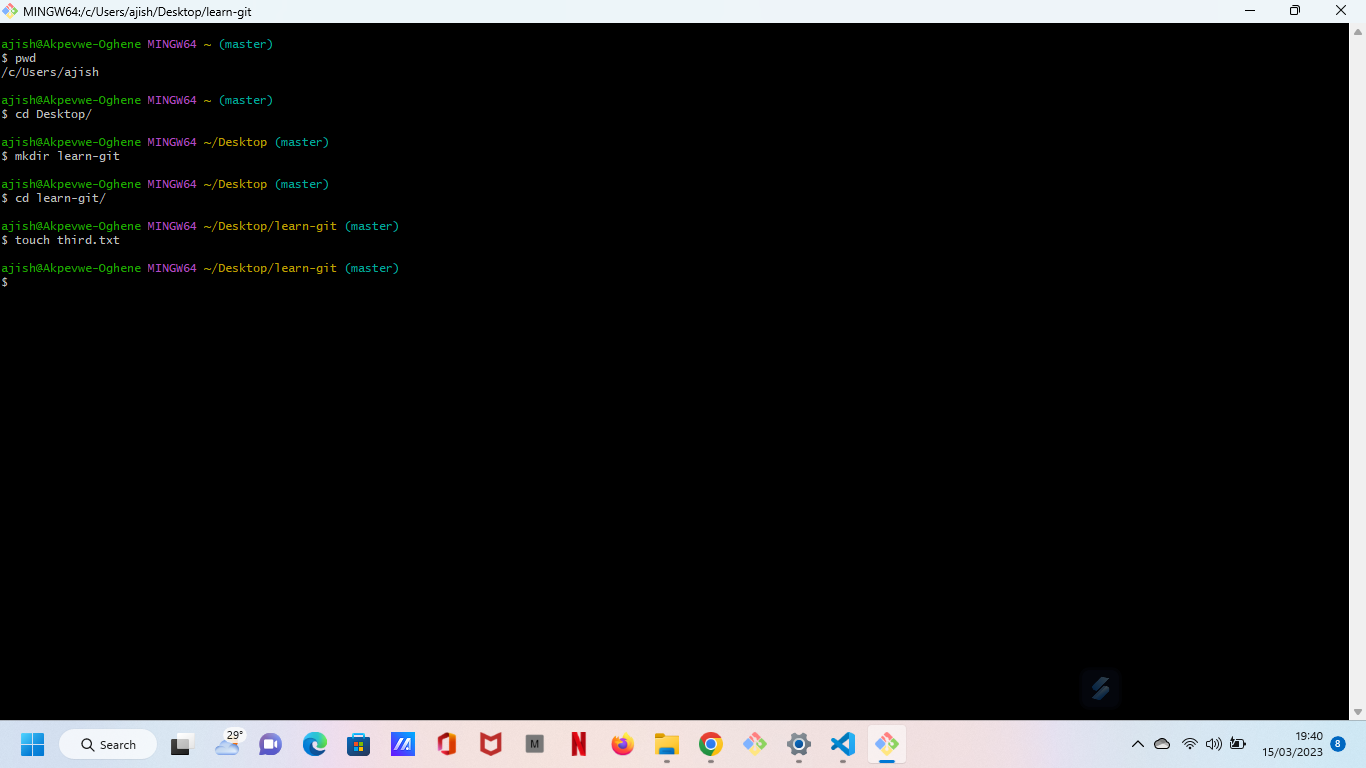 MINGW64:/c/Users/ajish/Desktop/learn-git
ajish@Akpevwe-Oghene MINGW64 ~ (master)
$ pwd
/c/Users/ajish
ajish@Akpevwe-Oghene MINGW64 ~ (master)
$ cd Desktop/
ajish@Akpevwe-Oghene MINGW64 ~/Desktop (master)
$ mkdir learn-git
ajish@Akpevwe-Oghene MINGW64 ~/Desktop (master)
$ cd learn-git/
ajish@Akpevwe-Oghene MINGW64 ~/Desktop/learn-git (master)
$ touch third.txt
ajish@Akpevwe-Oghene MINGW64 ~/Desktop/learn-git (master)
$
Search
29°
M
19:40
15/03/2023
8